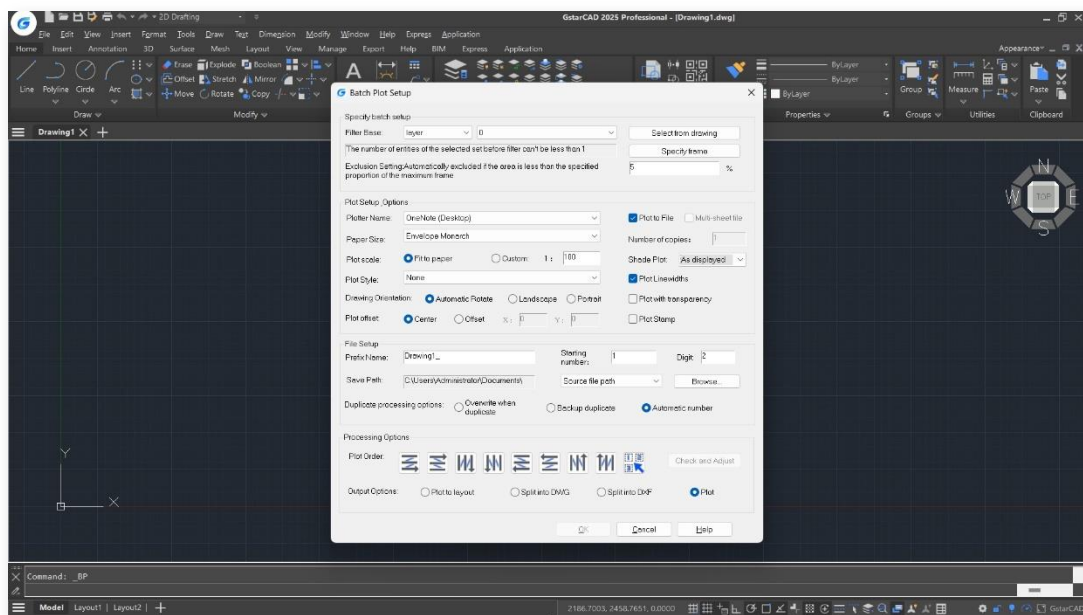 2D Drafting
GstarCAD 2025 Professional - [Drawing1.dwg]
File Edit View Insert Format Tools Draw Text Dimension Modify Window Help Express Application
Home Insert Annotation 3D Surface Mesh Layout View Manage Export Help BIM Express Application Appearance
Erase Explode Boolean
Offset Stretch Mirror
Move Rotate Copy
Line Polyline Circle Arc
ByLayer
ByLayer
ByLayer
Group Measure Paste
Draw Modify Properties Groups Utilities Clipboard
Drawing1 X +
Batch Plot Setup
Specify batch setup
Filter Base: layer 0 Select from drawing
The number of entities of the selected set before filter can't be less than 1 Specify frame
Exclusion Setting:Automatically excluded if the area is less than the specified proportion of the maximum frame 5 %
Plot Setup Options
Plotter Name: OneNote (Desktop) Plot to File Multi-sheet file
Paper Size: Envelope Monarch Number of copies: 1
Plot scale: Fit to paper Custom 1 : 100 Shade Plot: As displayed
Plot Style: None Plot Linewidths
Drawing Orientation: Automatic Rotate Landscape Portrait Plot with transparency
Plot offset Center Offset X: 0 Y: 0 Plot Stamp
File Setup
Prefix Name: Drawing1_ Starting number: 1 Digit: 2
Save Path: C:\Users\Administrator\Documents\ Source file path Browse...
Duplicate processing options: Overwrite when duplicate Backup duplicate Automatic number
Processing Options
Plot Order: Check and Adjust
Output Options: Plot to layout Split into DWG Split into DXF Plot
OK Cancel Help
N
W TOP E
S
Y
X
Command: _BP
Model Layout1 Layout2 + 2186.7003, 2458.7651, 0.0000 GstarCAD